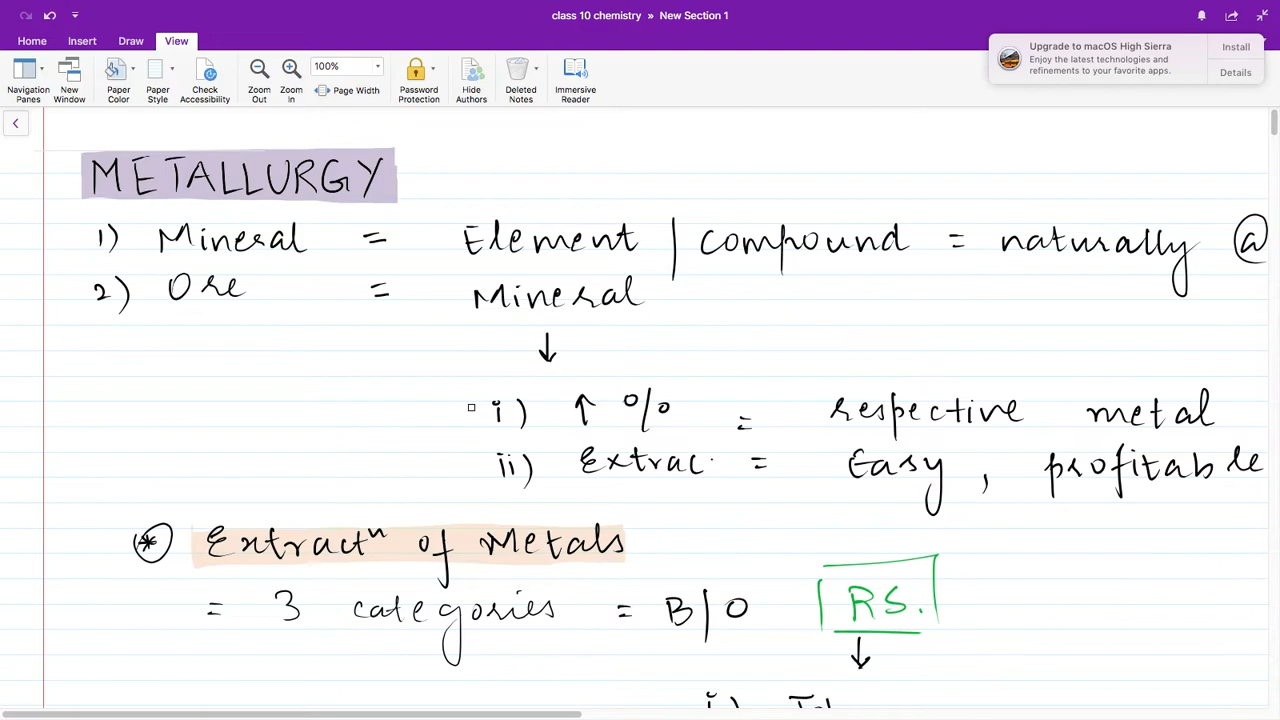 class 10 chemistry » New Section 1
Home Insert Draw View
Upgrade to macOS High Sierra
Enjoy the latest technologies and
refinements to your favorite apps.
Install
Details
100%
Navigation Panes
New Window
Paper Color
Paper Style
Check Accessibility
Zoom Out
Zoom In
Page Width
Password Protection
Hide Authors
Deleted Notes
Immersive Reader
METALLURGY
1) Mineral = Element | compound = naturally @
2) Ore = Mineral
↓
i) ↑ % = respective metal
ii) Extrac. = Easy, profitable
* Extractⁿ of Metals
= 3 categories = B|O RS.
↓
i)